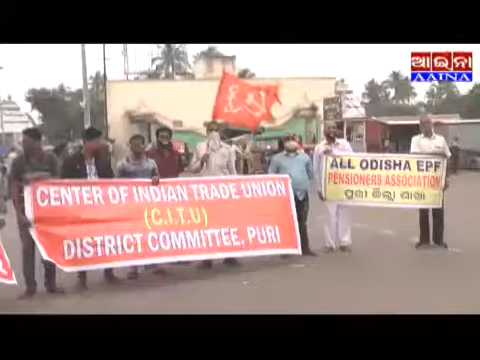 ଆଇନା
AAINA
CENTER OF INDIAN TRADE UNION
(C.I.T.U)
DISTRICT COMMITTEE, PURI
ALL ODISHA EPF
PENSIONERS ASSOCIATION
ପୁରୀ ଜିଲ୍ଲା ଶାଖା